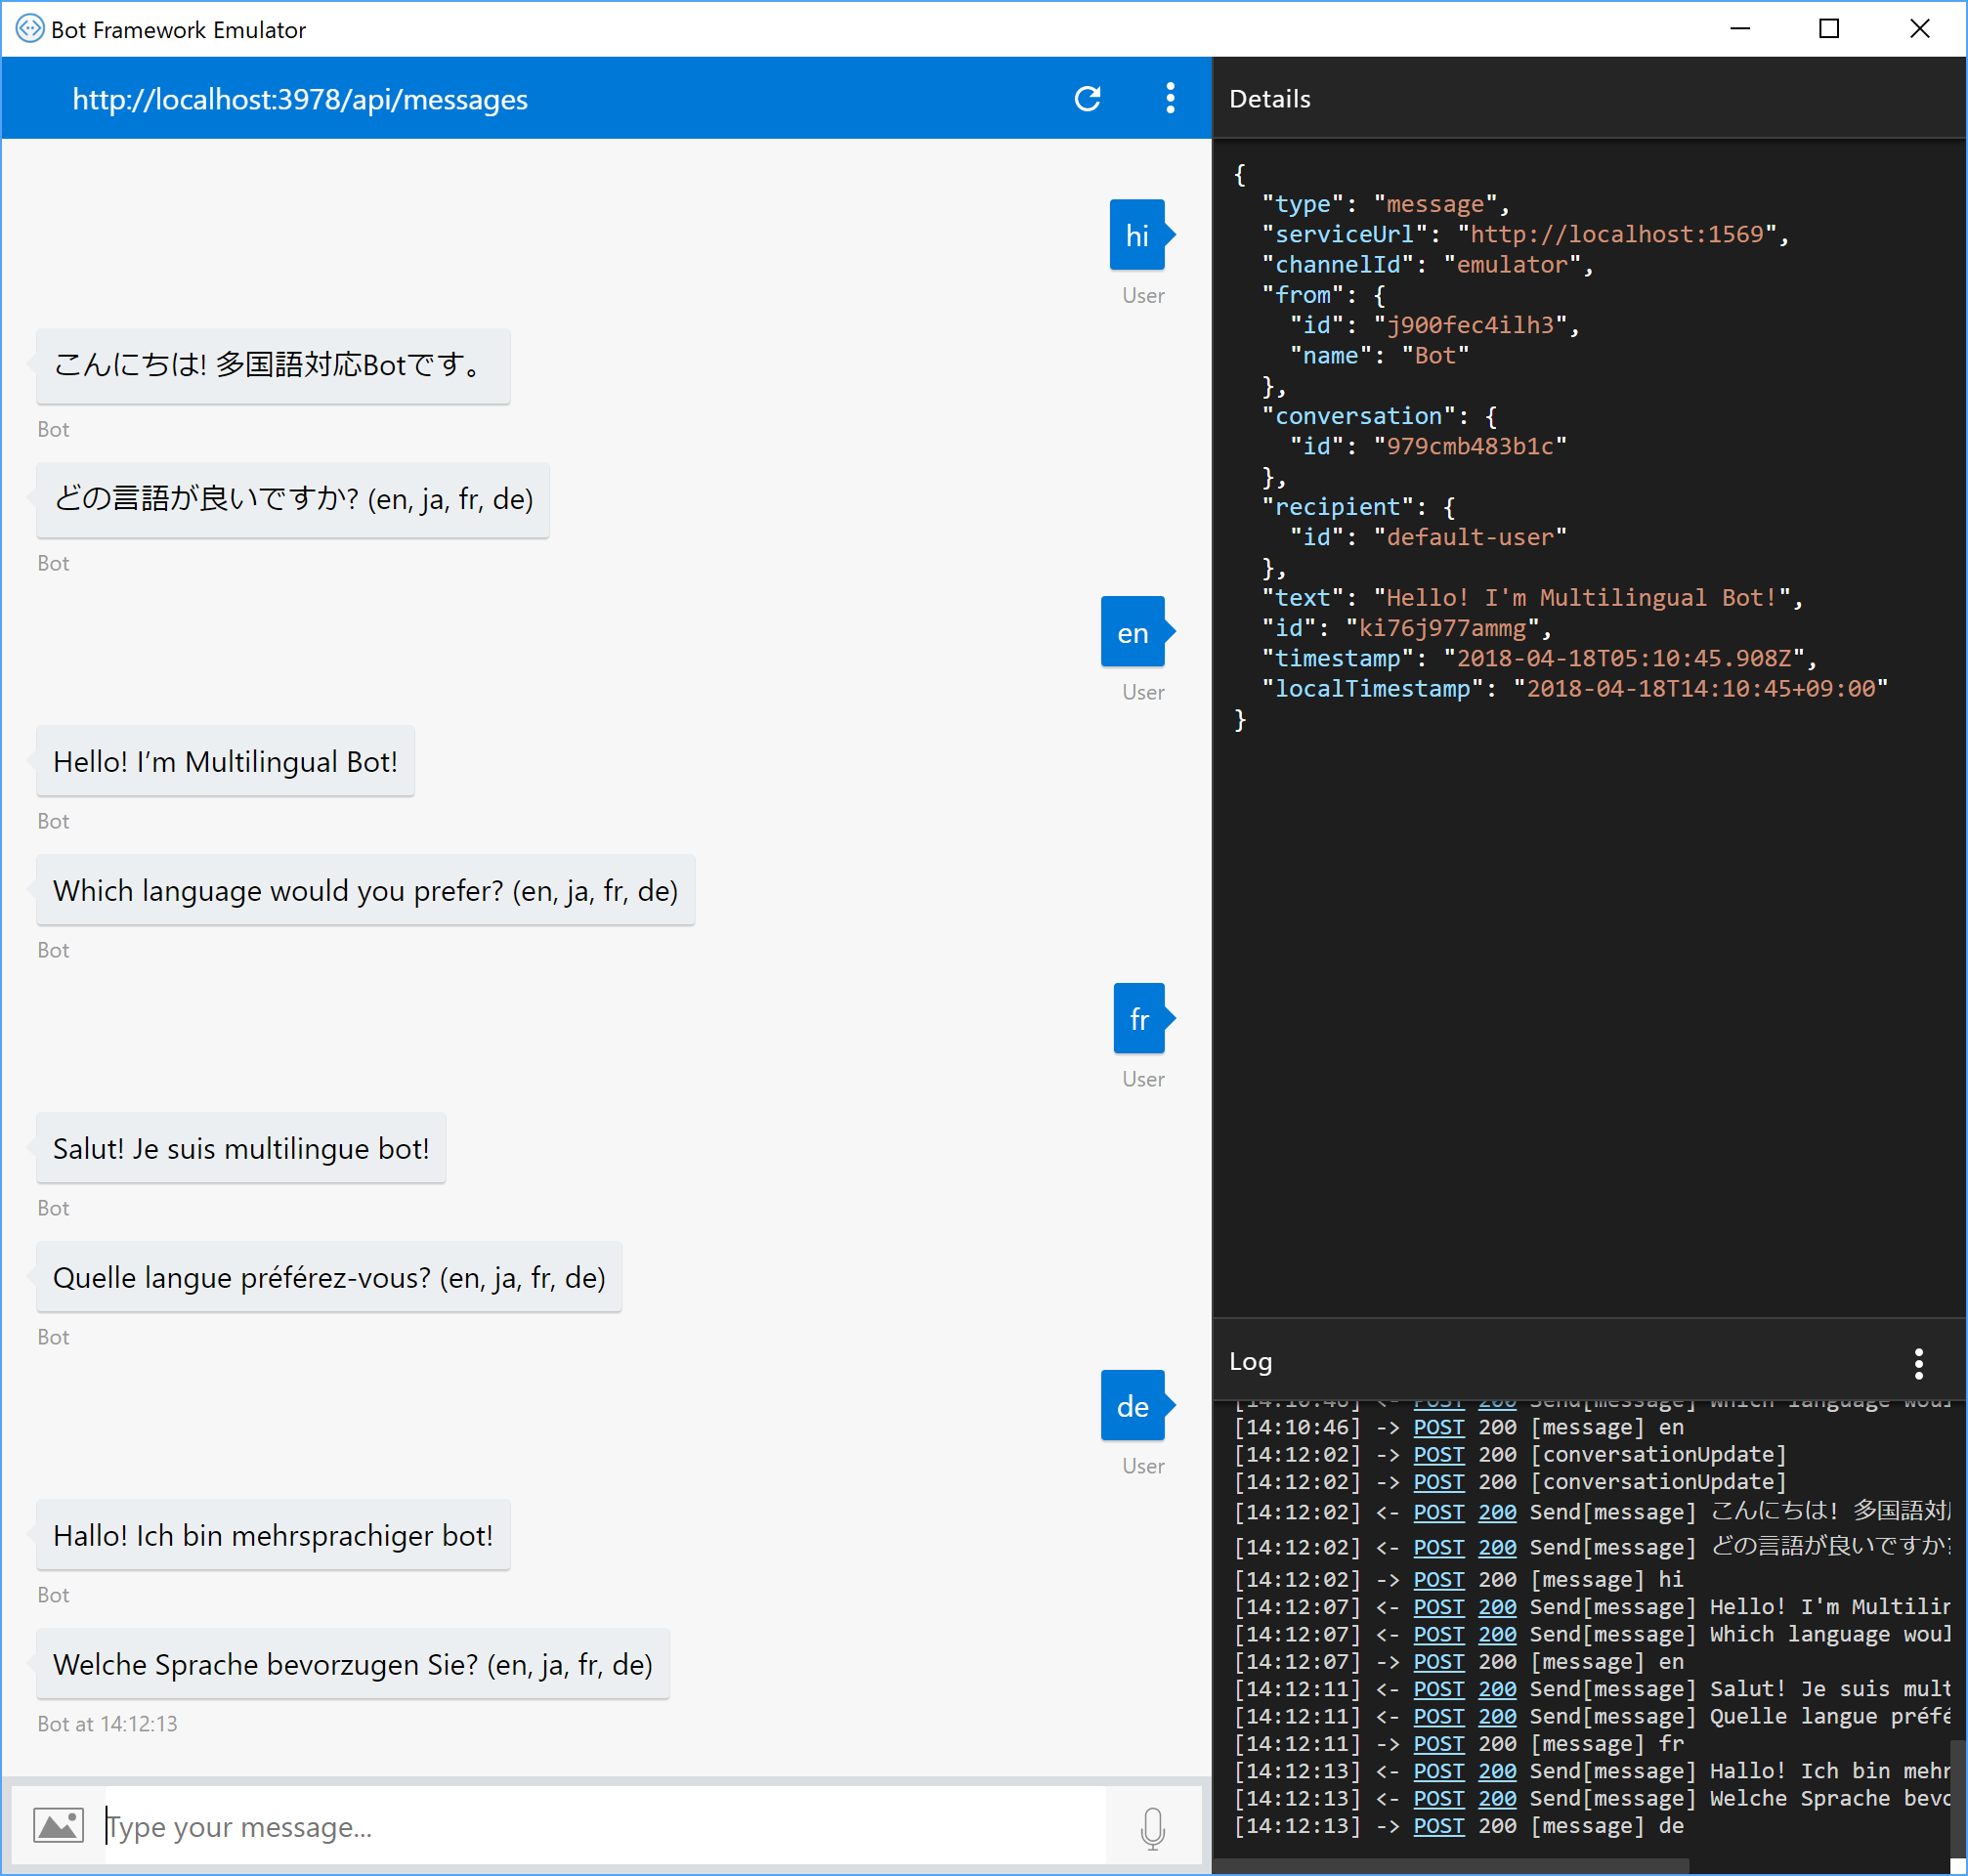 Bot Framework Emulator
http://localhost:3978/api/messages
hi
User
こんにちは! 多国語対応Botです。
Bot
どの言語が良いですか? (en, ja, fr, de)
Bot
en
User
Hello! I’m Multilingual Bot!
Bot
Which language would you prefer? (en, ja, fr, de)
Bot
fr
User
Salut! Je suis multilingue bot!
Bot
Quelle langue préférez-vous? (en, ja, fr, de)
Bot
de
User
Hallo! Ich bin mehrsprachiger bot!
Bot
Welche Sprache bevorzugen Sie? (en, ja, fr, de)
Bot at 14:12:13
Type your message...
Details
{
"type": "message",
"serviceUrl": "http://localhost:1569",
"channelId": "emulator",
"from": {
"id": "j900fec4ilh3",
"name": "Bot"
},
"conversation": {
"id": "979cmb483b1c"
},
"recipient": {
"id": "default-user"
},
"text": "Hello! I'm Multilingual Bot!",
"id": "ki76j977ammg",
"timestamp": "2018-04-18T05:10:45.908Z",
"localTimestamp": "2018-04-18T14:10:45+09:00"
}
Log
[14:10:46] <- POST 200 Send[message] Which language woul
[14:10:46] -> POST 200 [message] en
[14:12:02] -> POST 200 [conversationUpdate]
[14:12:02] -> POST 200 [conversationUpdate]
[14:12:02] <- POST 200 Send[message] こんにちは! 多国語対
[14:12:02] <- POST 200 Send[message] どの言語が良いですか?
[14:12:02] -> POST 200 [message] hi
[14:12:07] <- POST 200 Send[message] Hello! I'm Multilin
[14:12:07] <- POST 200 Send[message] Which language woul
[14:12:07] -> POST 200 [message] en
[14:12:11] <- POST 200 Send[message] Salut! Je suis mult
[14:12:11] <- POST 200 Send[message] Quelle langue préfé
[14:12:11] -> POST 200 [message] fr
[14:12:13] <- POST 200 Send[message] Hallo! Ich bin mehr
[14:12:13] <- POST 200 Send[message] Welche Sprache bevo
[14:12:13] -> POST 200 [message] de